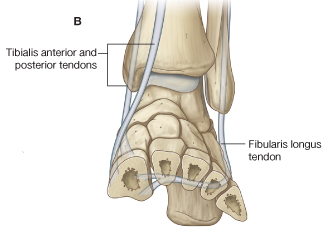 B
Tibialis anterior and
posterior tendons
Fibularis longus
tendon